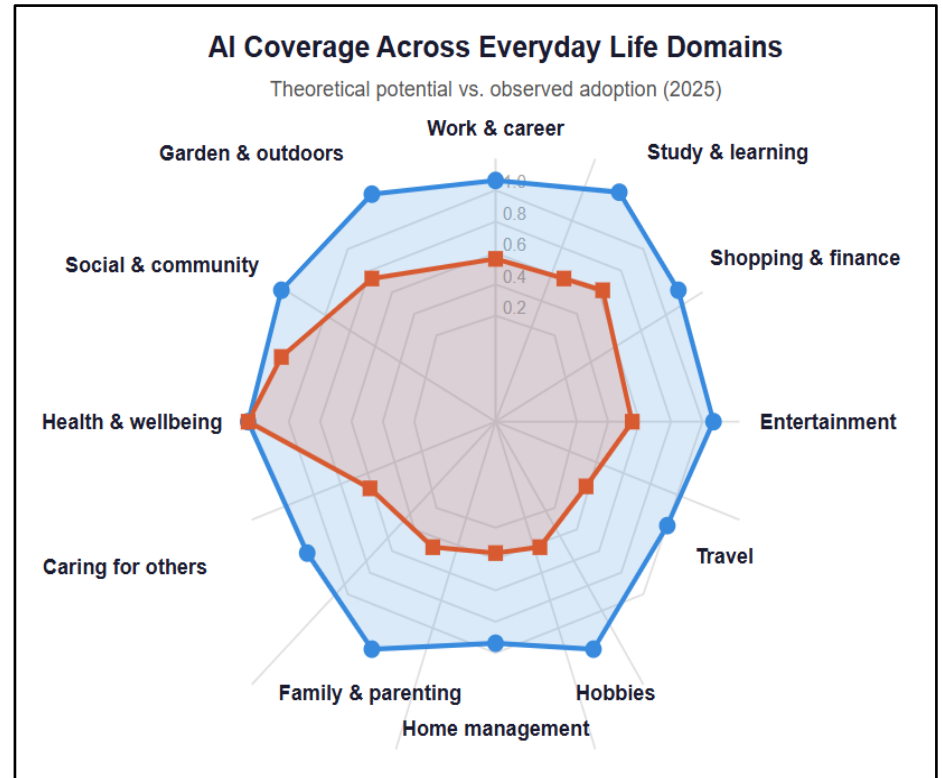 AI Coverage Across Everyday Life Domains
Theoretical potential vs. observed adoption (2025)
Work & career
Garden & outdoors
Study & learning
1.0
0.8
0.6
0.4
0.2
Social & community
Shopping & finance
Health & wellbeing
Entertainment
Caring for others
Travel
Family & parenting
Hobbies
Home management